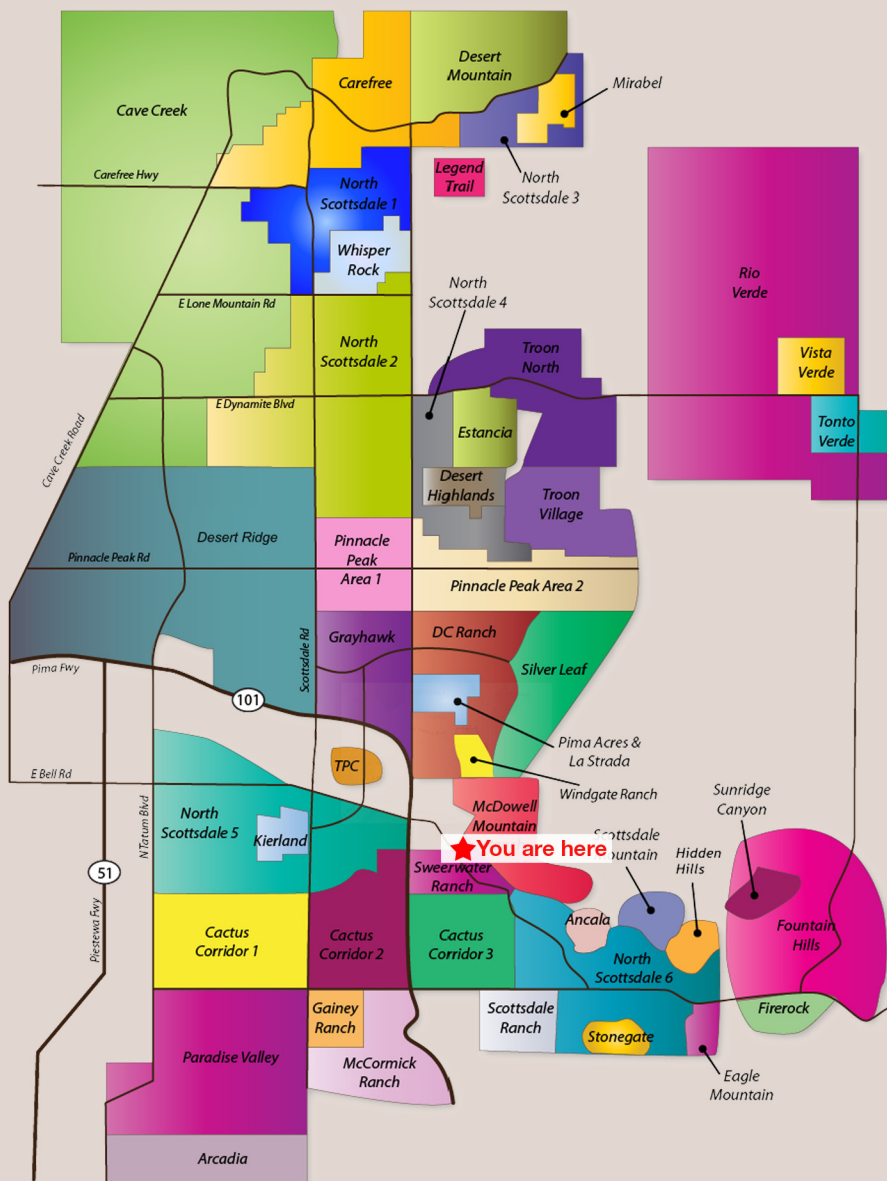 Cave Creek
Carefree
Desert
Mountain
Mirabel
Carefree Hwy
North
Scottsdale 1
Legend
Trail
North
Scottsdale 3
Whisper
Rock
Rio
Verde
E Lone Mountain Rd
North
Scottsdale 4
North
Scottsdale 2
Troon
North
Vista
Verde
E Dynamite Blvd
Cave Creek Road
Estancia
Tonto
Verde
Desert
Highlands
Troon
Village
Desert Ridge
Pinnacle
Peak
Area 1
Pinnacle Peak Rd
Pinnacle Peak Area 2
Scottsdale Rd
Grayhawk
DC Ranch
Silver Leaf
Pima Fwy
101
Pima Acres &
La Strada
TPC
E Bell Rd
Windgate Ranch
N Tatum Blvd
North
Scottsdale 5
Kierland
McDowell
Mountain
Sunridge
Canyon
You are here
Scottsdale
Mountain
Hidden
Hills
51
Piestewa Fwy
Sweerwater
Ranch
Cactus
Corridor 1
Cactus
Corridor 2
Cactus
Corridor 3
Ancala
North
Scottsdale 6
Fountain
Hills
Gainey
Ranch
Scottsdale
Ranch
Firerock
Stonegate
Paradise Valley
McCormick
Ranch
Eagle
Mountain
Arcadia